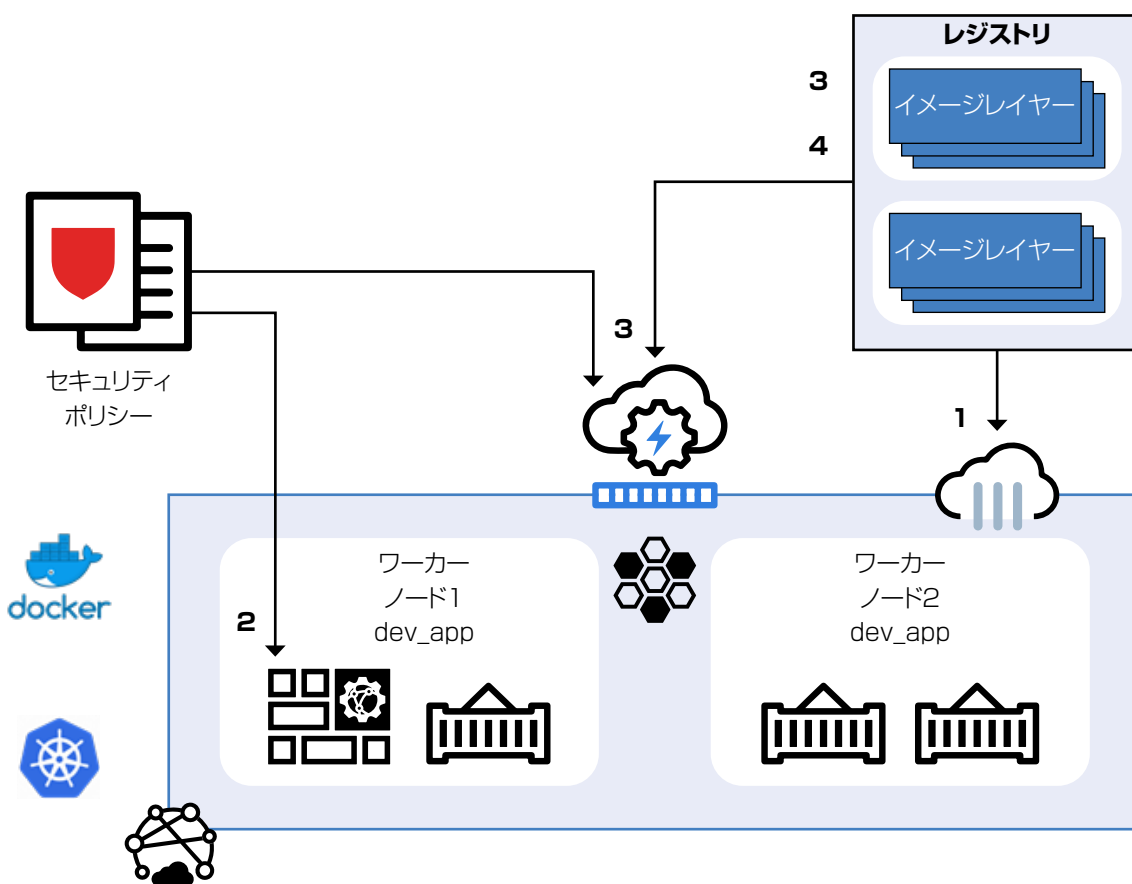 レジストリ
3
イメージレイヤー
4
イメージレイヤー
セキュリティ
ポリシー
3
1
docker
ワーカー
ノード1
dev_app
ワーカー
ノード2
dev_app
2